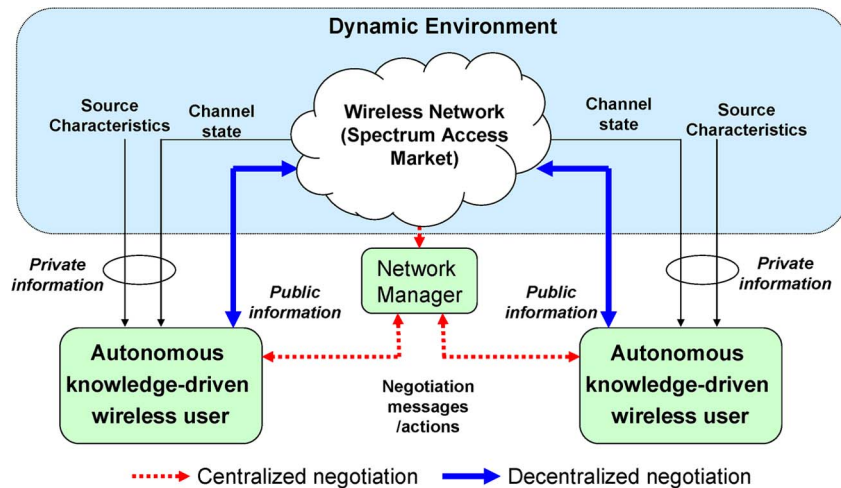 Dynamic Environment
Source
Characteristics
Channel
state
Wireless Network
(Spectrum Access
Market)
Channel
state
Source
Characteristics
Private
information
Public
information
Network
Manager
Public
information
Private
information
Autonomous
knowledge-driven
wireless user
Negotiation
messages
/actions
Autonomous
knowledge-driven
wireless user
Centralized negotiation
Decentralized negotiation